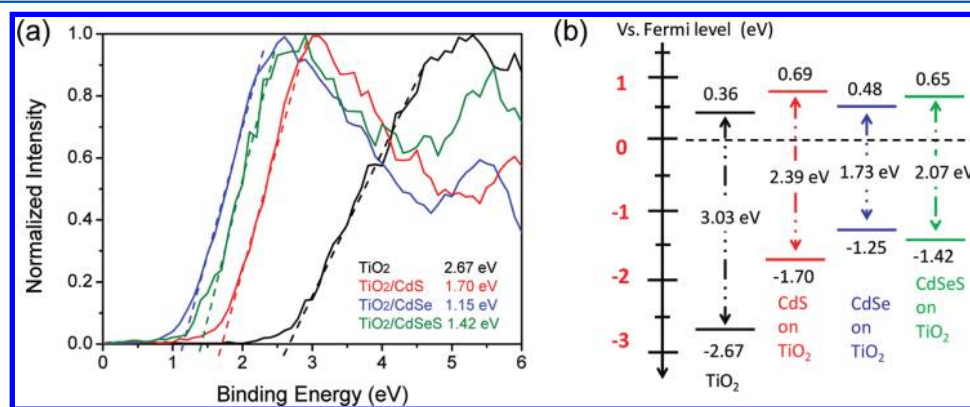 (a)
Normalized Intensity
1.0
0.8
0.6
0.4
0.2
0.0
0 1 2 3 4 5 6
Binding Energy (eV)
TiO2 2.67 eV
TiO2/CdS 1.70 eV
TiO2/CdSe 1.15 eV
TiO2/CdSeS 1.42 eV
(b)
Vs. Fermi level (eV)
1
0
-1
-2
-3
0.36
3.03 eV
-2.67
TiO2
0.69
2.39 eV
-1.70
CdS
on
TiO2
0.48
1.73 eV
-1.25
CdSe
on
TiO2
0.65
2.07 eV
-1.42
CdSeS
on
TiO2